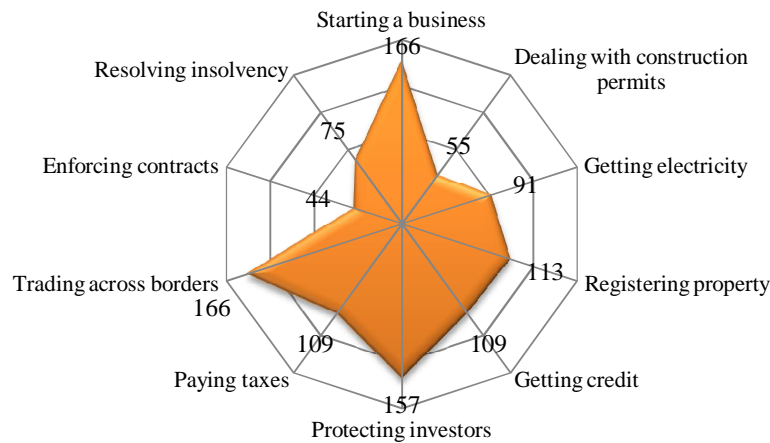 Starting a business
166
Dealing with construction
permits
55
Getting electricity
91
Registering property
113
Getting credit
109
Protecting investors
157
Paying taxes
109
Trading across borders
166
Enforcing contracts
44
Resolving insolvency
75